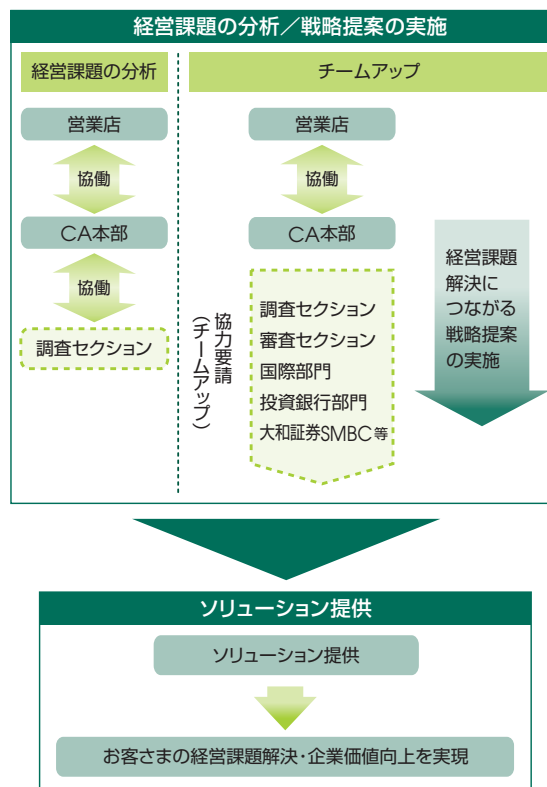 経営課題の分析／戦略提案の実施
経営課題の分析
営業店
協働
CA本部
協働
調査セクション
チームアップ
営業店
協働
CA本部
協力要請
（チームアップ）
調査セクション
審査セクション
国際部門
投資銀行部門
大和証券SMBC等
経営課題
解決に
つながる
戦略提案
の実施
ソリューション提供
ソリューション提供
お客さまの経営課題解決・企業価値向上を実現